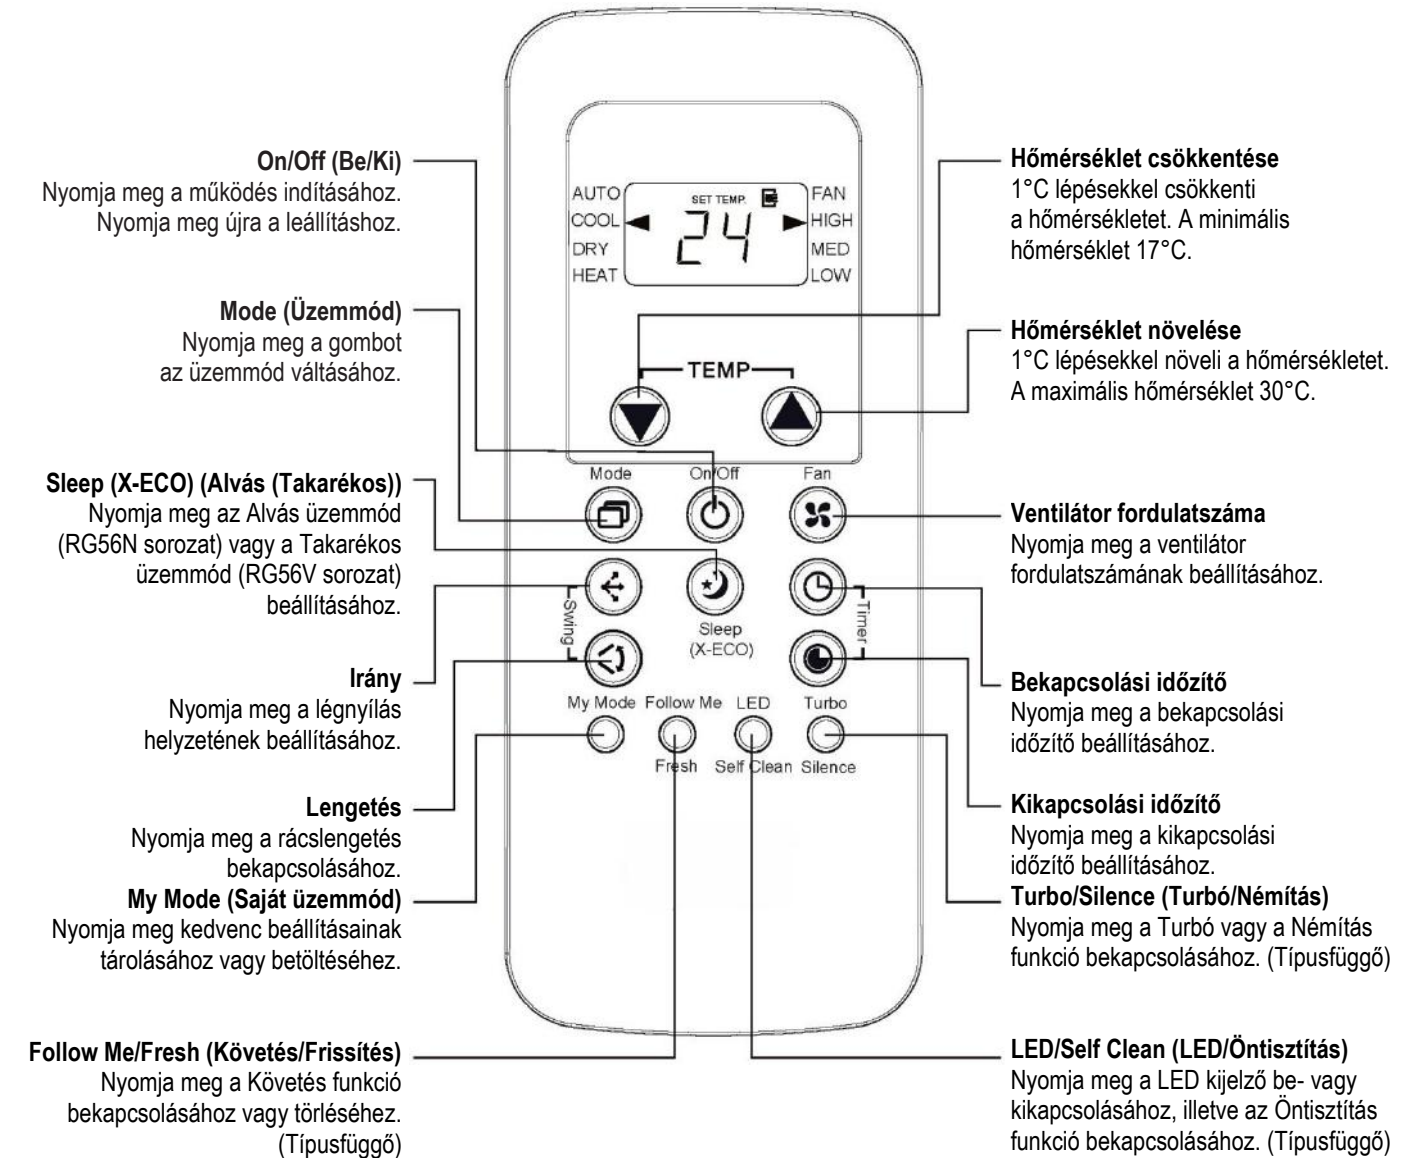 On/Off (Be/Ki)
Nyomja meg a működés indításához.
Nyomja meg újra a leállításhoz.
Mode (Üzemmód)
Nyomja meg a gombot
az üzemmód váltásához.
Sleep (X-ECO) (Alvás (Takarékos))
Nyomja meg az Alvás üzemmód
(RG56N sorozat) vagy a Takarékos
üzemmód (RG56V sorozat)
beállításához.
Irány
Nyomja meg a légnyílás
helyzetének beállításához.
Lengetés
Nyomja meg a rácslengetés
bekapcsolásához.
My Mode (Saját üzemmód)
Nyomja meg kedvenc beállításainak
tárolásához vagy betöltéséhez.
Follow Me/Fresh (Követés/Frissítés)
Nyomja meg a Követés funkció
bekapcsolásához vagy törléséhez.
(Típusfüggő)
AUTO
COOL
DRY
HEAT
SET TEMP.
24
FAN
HIGH
MED
LOW
TEMP
Mode
On/Off
Fan
Swing
Sleep
(X-ECO)
Timer
My Mode
Follow Me
LED
Turbo
Fresh
Self Clean
Silence
Hőmérséklet csökkentése
1°C lépésekkel csökkenti
a hőmérsékletet. A minimális
hőmérséklet 17°C.
Hőmérséklet növelése
1°C lépésekkel növeli a hőmérsékletet.
A maximális hőmérséklet 30°C.
Ventilátor fordulatszáma
Nyomja meg a ventilátor
fordulatszámának beállításához.
Bekapcsolási időzítő
Nyomja meg a bekapcsolási
időzítő beállításához.
Kikapcsolási időzítő
Nyomja meg a kikapcsolási
időzítő beállításához.
Turbo/Silence (Turbó/Némítás)
Nyomja meg a Turbó vagy a Némítás
funkció bekapcsolásához. (Típusfüggő)
LED/Self Clean (LED/Öntisztítás)
Nyomja meg a LED kijelző be- vagy
kikapcsolásához, illetve az Öntisztítás
funkció bekapcsolásához. (Típusfüggő)